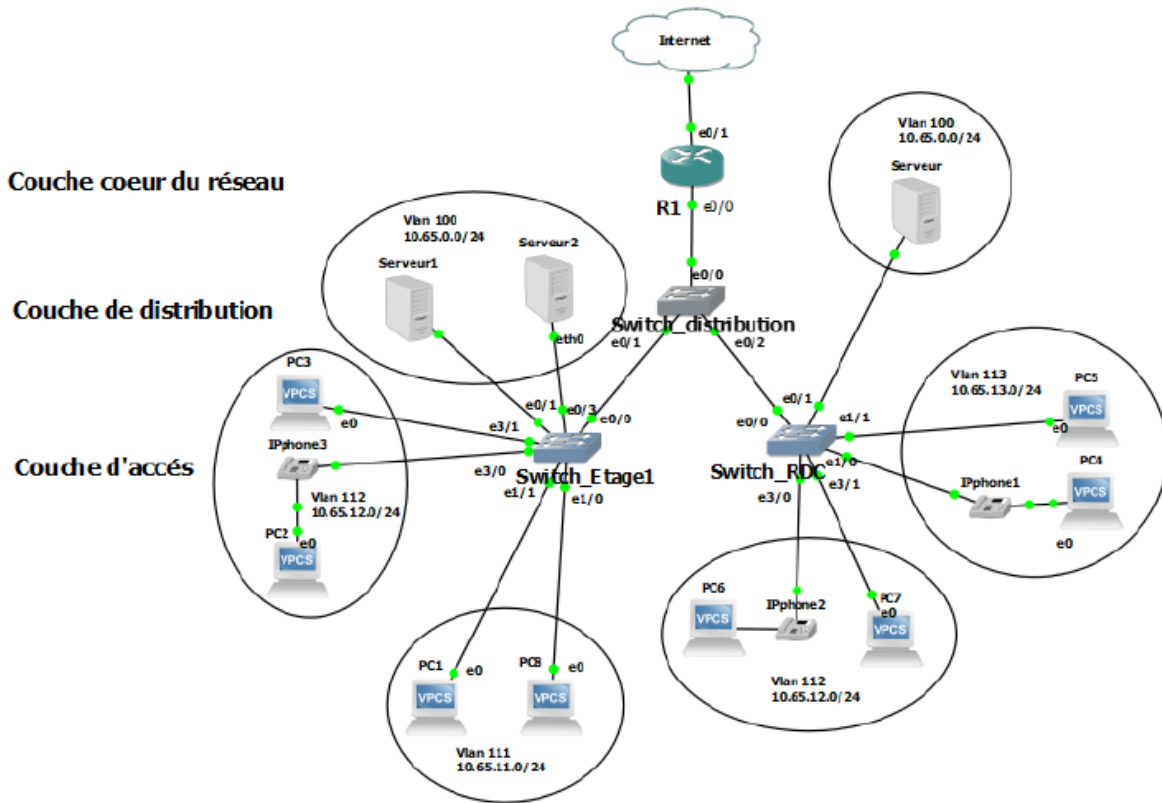 Internet
e0/1
R1
e0/0
Couche coeur du réseau
Vlan 100
10.65.0.0/24
Serveur
Vlan 100
10.65.0.0/24
Serveur1
Serveur2
eth0
Couche de distribution
e0/0
Switch_distribution
e0/1
e0/2
PC3
VPCS
e0
IPphone3
Vlan 112
10.65.12.0/24
PC2
VPCS
e0
Couche d'accés
e0/1
e0/3
e0/0
e3/1
e3/0
Switch_Etage1
e1/1
e1/0
e0/1
e0/0
e1/1
Switch_RDC
e1/0
e3/1
e3/0
Vlan 113
10.65.13.0/24
PC5
VPCS
e0
PC4
VPCS
e0
IPphone1
PC6
VPCS
IPphone2
PC7
e0
VPCS
Vlan 112
10.65.12.0/24
PC1
e0
VPCS
PC8
e0
VPCS
Vlan 111
10.65.11.0/24